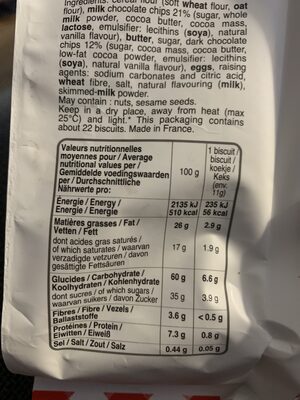 Ingredients: cereal flour (soft wheat flour, oat
flour), milk chocolate chips 21% (sugar, whole
milk powder, cocoa butter, cocoa mass,
lactose, emulsifier: lecithins (soya), natural
vanilla flavour), butter, sugar, dark chocolate
chips 12% (sugar, cocoa mass, cocoa butter,
low-fat cocoa powder, emulsifier: lecithins
(soya), natural vanilla flavour), eggs, raising
agents: sodium carbonates and citric acid,
wheat fibre, salt, natural flavouring (milk),
skimmed-milk powder.
May contain : nuts, sesame seeds.
Keep in a dry place, away from heat (max
25°C) and light.* This packaging contains
about 22 biscuits. Made in France.
Valeurs nutritionnelles
moyennes pour / Average
nutritional values per /
Gemiddelde voedingswaarden
per / Durchschnittliche
Nährwerte pro:
100 g
1 biscuit /
biscuit /
koekje /
Keks
(env.
11g)
Énergie / Energy / 2135 kJ 235 kJ
Energie / Energie 510 kcal 56 kcal
Matières grasses / Fat / 26 g 2.9 g
Vetten / Fett
dont acides gras saturés /
of which saturates / waarvan 17 g 1.9 g
verzadigde vetzuren / davon
gesättigte Fettsäuren
Glucides / Carbohydrate / 60 g 6.6 g
Koolhydraten / Kohlenhydrate
dont sucres / of which sugars / 35 g 3.9 g
waarvan suikers / davon Zucker
Fibres / Fibre / Vezels / 3.6 g < 0.5 g
Ballaststoffe
Protéines / Protein / 7.3 g 0.8 g
Eiwitten / Eiweiß
Sel / Salt / Zout / Salz 0.44 g 0.05 g